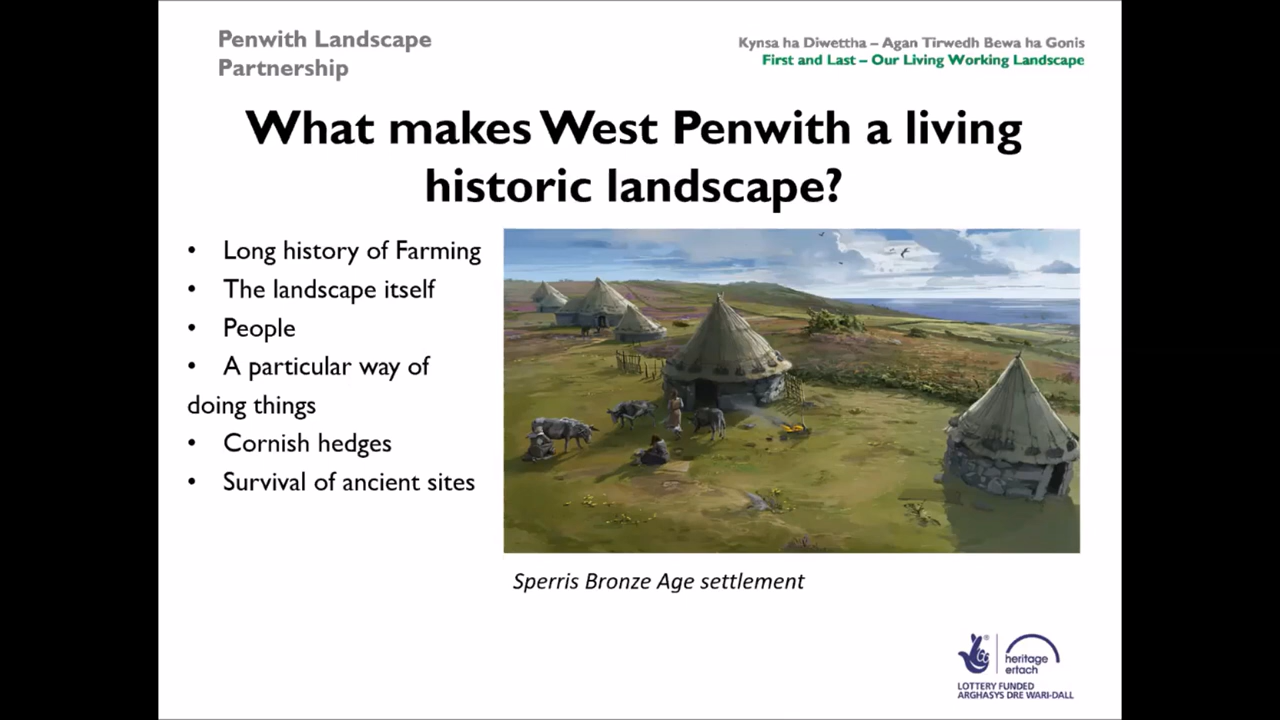 Penwith Landscape
Partnership
Kynsa ha Diwettha – Agan Tirwedh Bewa ha Gonis
First and Last – Our Living Working Landscape
What makes West Penwith a living
historic landscape?
• Long history of Farming
• The landscape itself
• People
• A particular way of
doing things
• Cornish hedges
• Survival of ancient sites
Sperris Bronze Age settlement
heritage
ertach
LOTTERY FUNDED
ARGHASYS DRE WARI-DALL